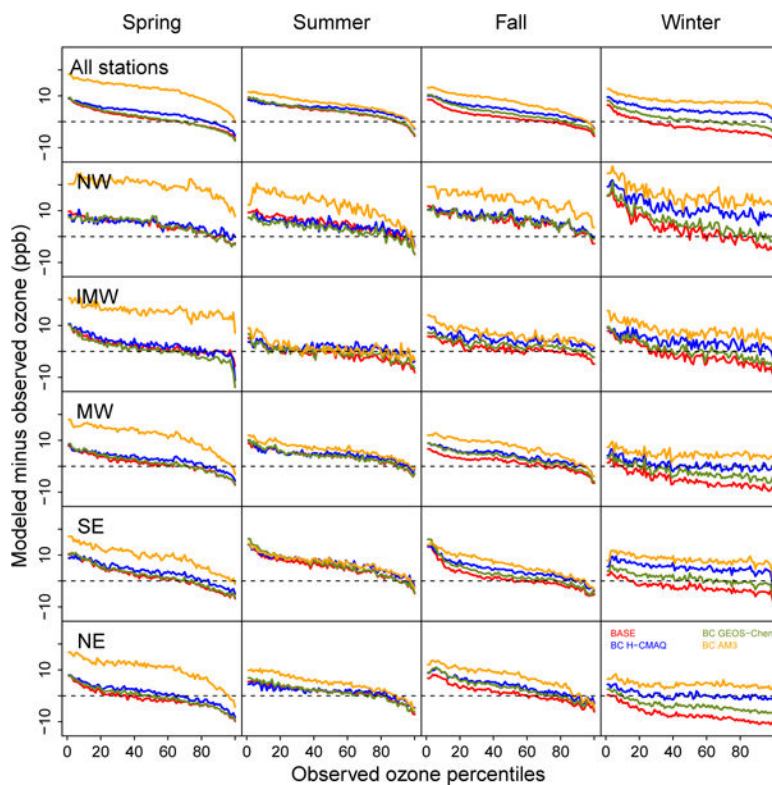 Spring Summer Fall Winter
All stations
10
-10
NW
10
-10
IMW
10
-10
MW
10
-10
SE
10
-10
NE
10
-10
BASE BC GEOS-Chem
BC H-CMAQ BC AM3
0 20 40 60 80 0 20 40 60 80 0 20 40 60 80 0 20 40 60 80
Modeled minus observed ozone (ppb)
Observed ozone percentiles